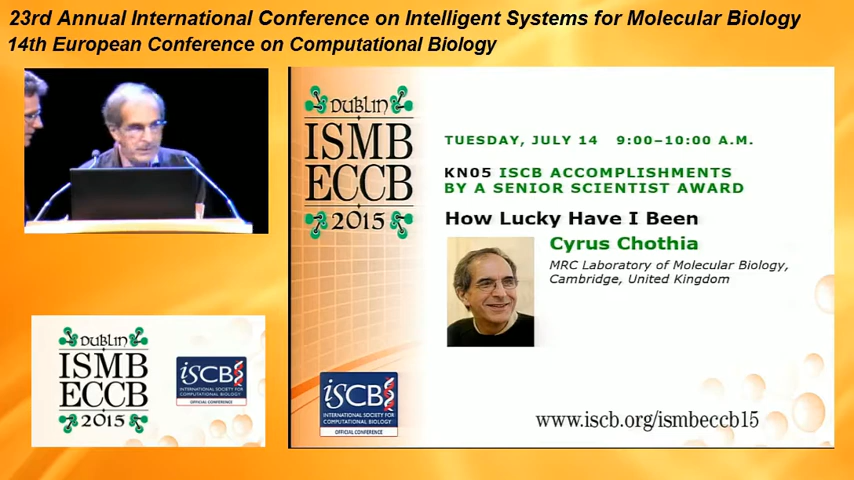 23rd Annual International Conference on Intelligent Systems for Molecular Biology
14th European Conference on Computational Biology
DUBLIN
ISMB
ECCB
2015
TUESDAY, JULY 14 9:00–10:00 A.M.
KN05 ISCB ACCOMPLISHMENTS
BY A SENIOR SCIENTIST AWARD
How Lucky Have I Been
Cyrus Chothia
MRC Laboratory of Molecular Biology,
Cambridge, United Kingdom
iSCB
INTERNATIONAL SOCIETY FOR
COMPUTATIONAL BIOLOGY
OFFICIAL CONFERENCE
www.iscb.org/ismbeccb15
DUBLIN
ISMB
ECCB
2015
iSCB
INTERNATIONAL SOCIETY FOR
COMPUTATIONAL BIOLOGY
OFFICIAL CONFERENCE